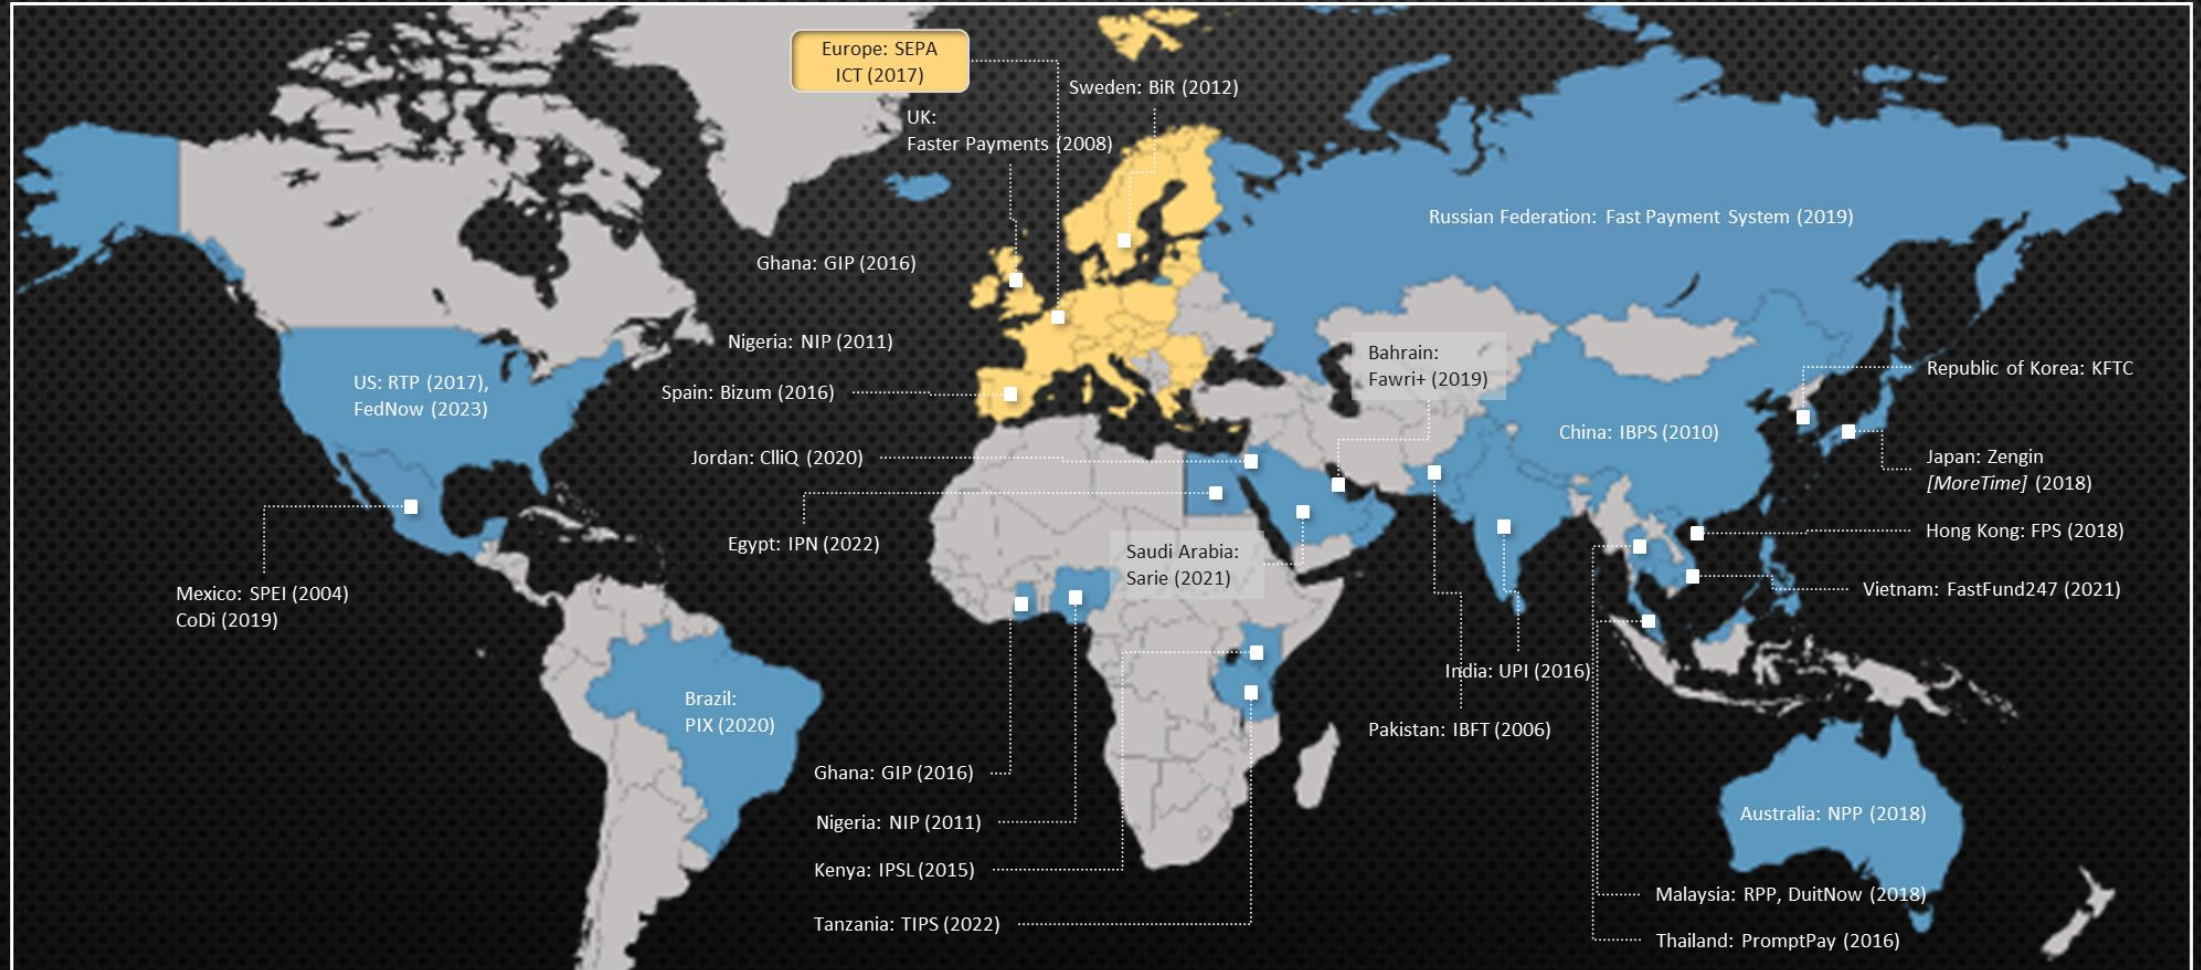 Europe: SEPA
ICT (2017)
Sweden: BiR (2012)
UK:
Faster Payments (2008)
Russian Federation: Fast Payment System (2019)
Ghana: GIP (2016)
Nigeria: NIP (2011)
Bahrain:
Fawri+ (2019)
Republic of Korea: KFTC
US: RTP (2017),
FedNow (2023)
Spain: Bizum (2016)
China: IBPS (2010)
Jordan: ClliQ (2020)
Japan: Zengin
[MoreTime] (2018)
Hong Kong: FPS (2018)
Egypt: IPN (2022)
Saudi Arabia:
Sarie (2021)
Mexico: SPEI (2004)
CoDi (2019)
Vietnam: FastFund247 (2021)
India: UPI (2016)
Brazil:
PIX (2020)
Pakistan: IBFT (2006)
Ghana: GIP (2016)
Nigeria: NIP (2011)
Australia: NPP (2018)
Kenya: IPSL (2015)
Malaysia: RPP, DuitNow (2018)
Tanzania: TIPS (2022)
Thailand: PromptPay (2016)